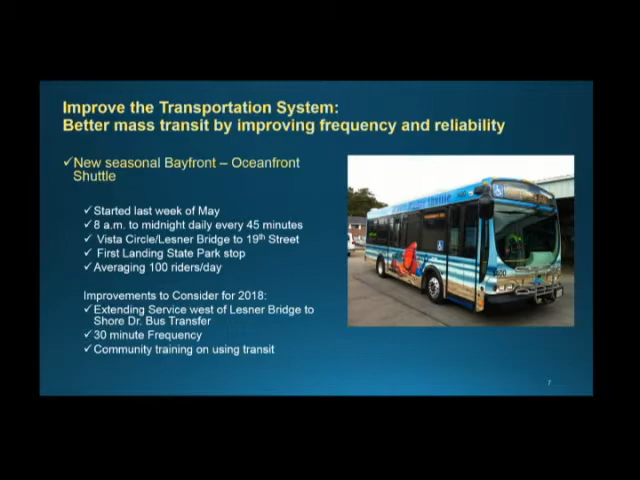 Improve the Transportation System:
Better mass transit by improving frequency and reliability
✓New seasonal Bayfront – Oceanfront
Shuttle
✓Started last week of May
✓8 a.m. to midnight daily every 45 minutes
✓ Vista Circle/Lesner Bridge to 19th Street
✓ First Landing State Park stop
✓Averaging 100 riders/day
Improvements to Consider for 2018:
✓Extending Service west of Lesner Bridge to
Shore Dr. Bus Transfer
✓30 minute Frequency
✓Community training on using transit
7